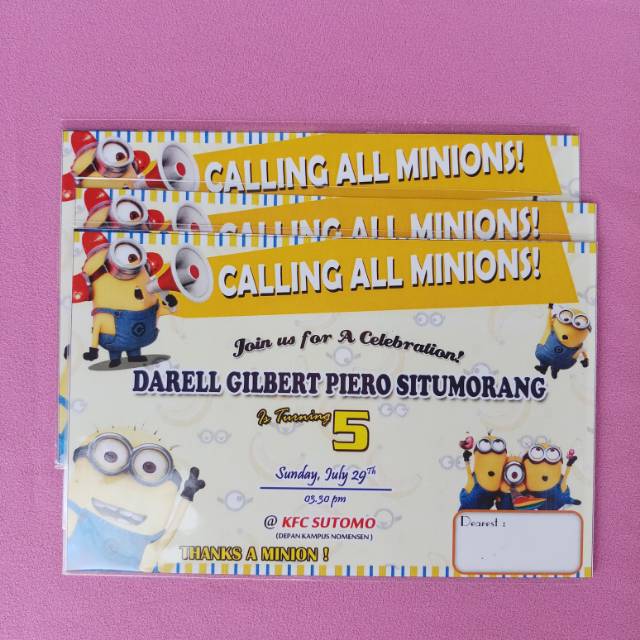 CALLING ALL MINIONS!
CALLING ALL MINIONS!
CALLING ALL MINIONS!
Join us for A Celebration!
DARELL GILBERT PIERO SITUMORANG
Is Turning 5
Sunday, July 29Th
03.30 pm
@ KFC SUTOMO
(DEPAN KAMPUS NOMENSEN)
THANKS A MINION !
Dearest :